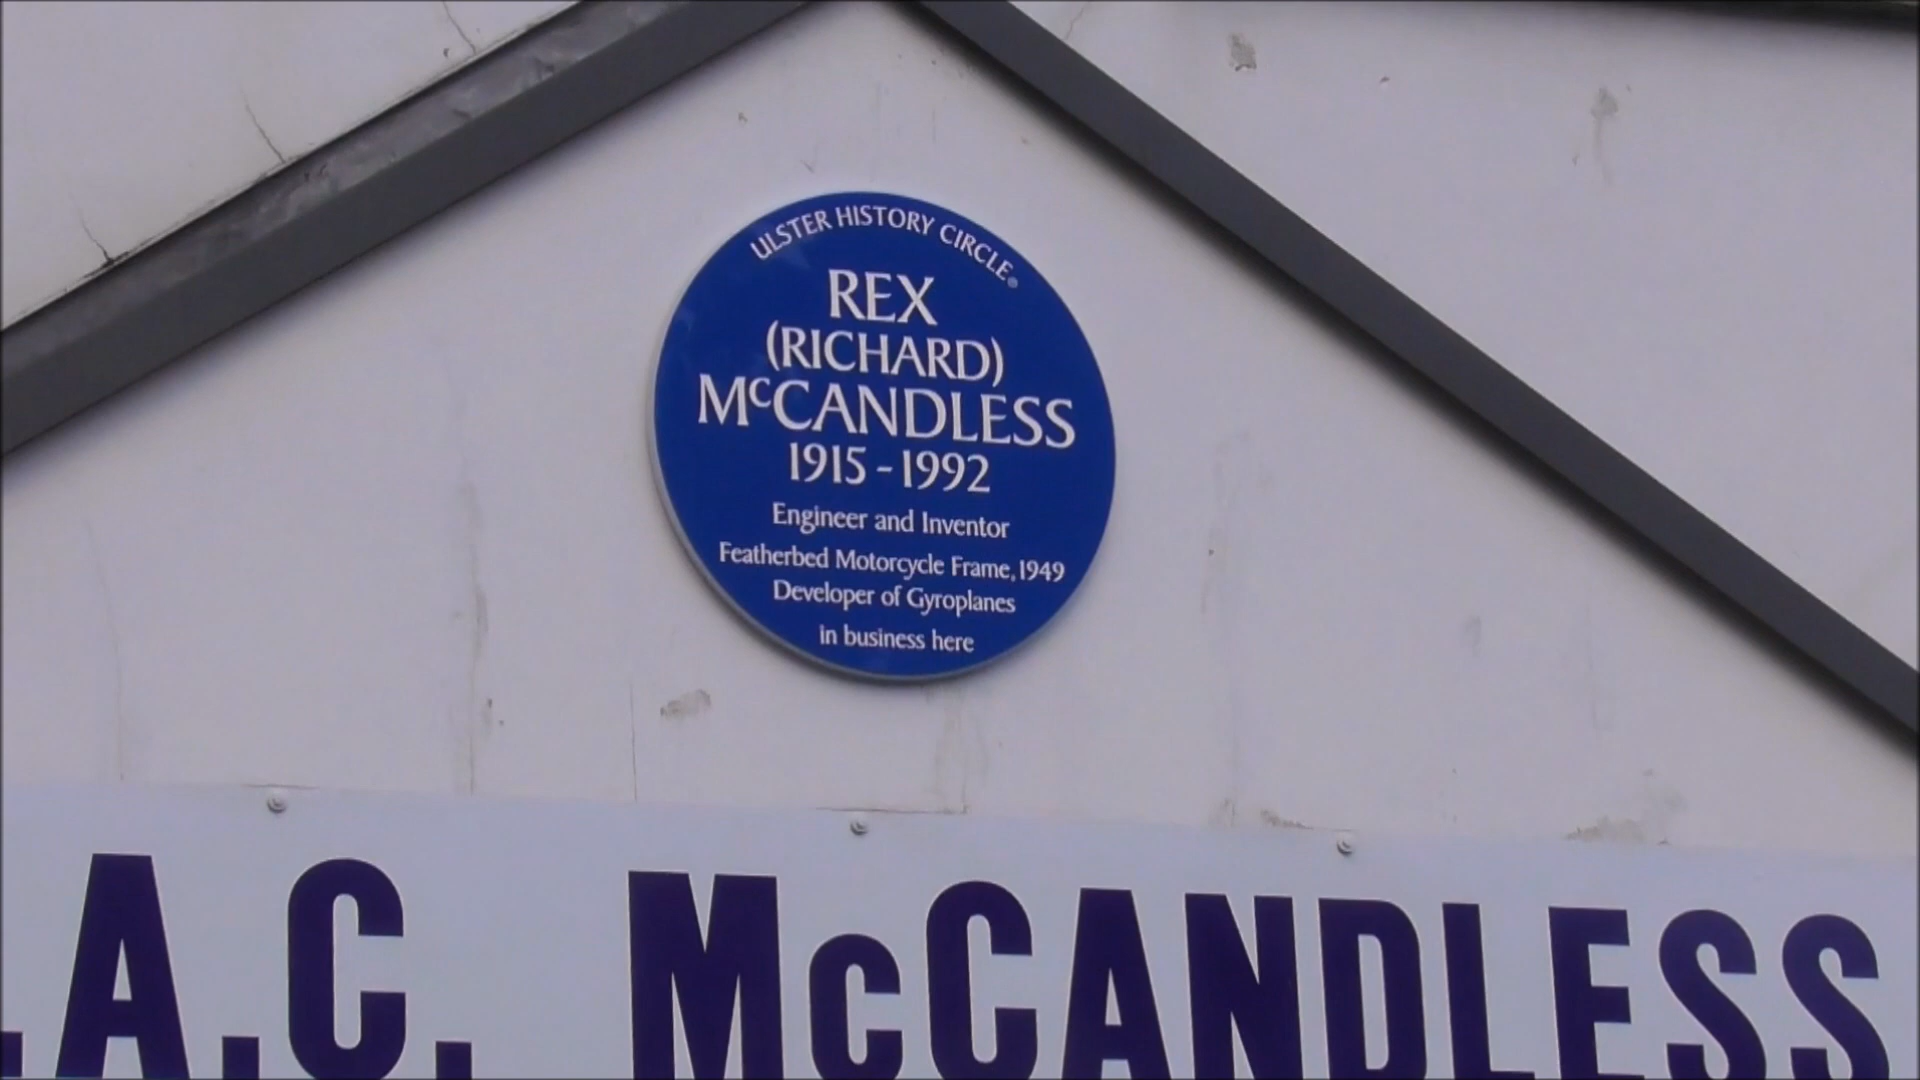 ULSTER HISTORY CIRCLE
REX
(RICHARD)
McCANDLESS
1915 - 1992
Engineer and Inventor
Featherbed Motorcycle Frame, 1949
Developer of Gyroplanes
in business here
.A.C. McCANDLESS